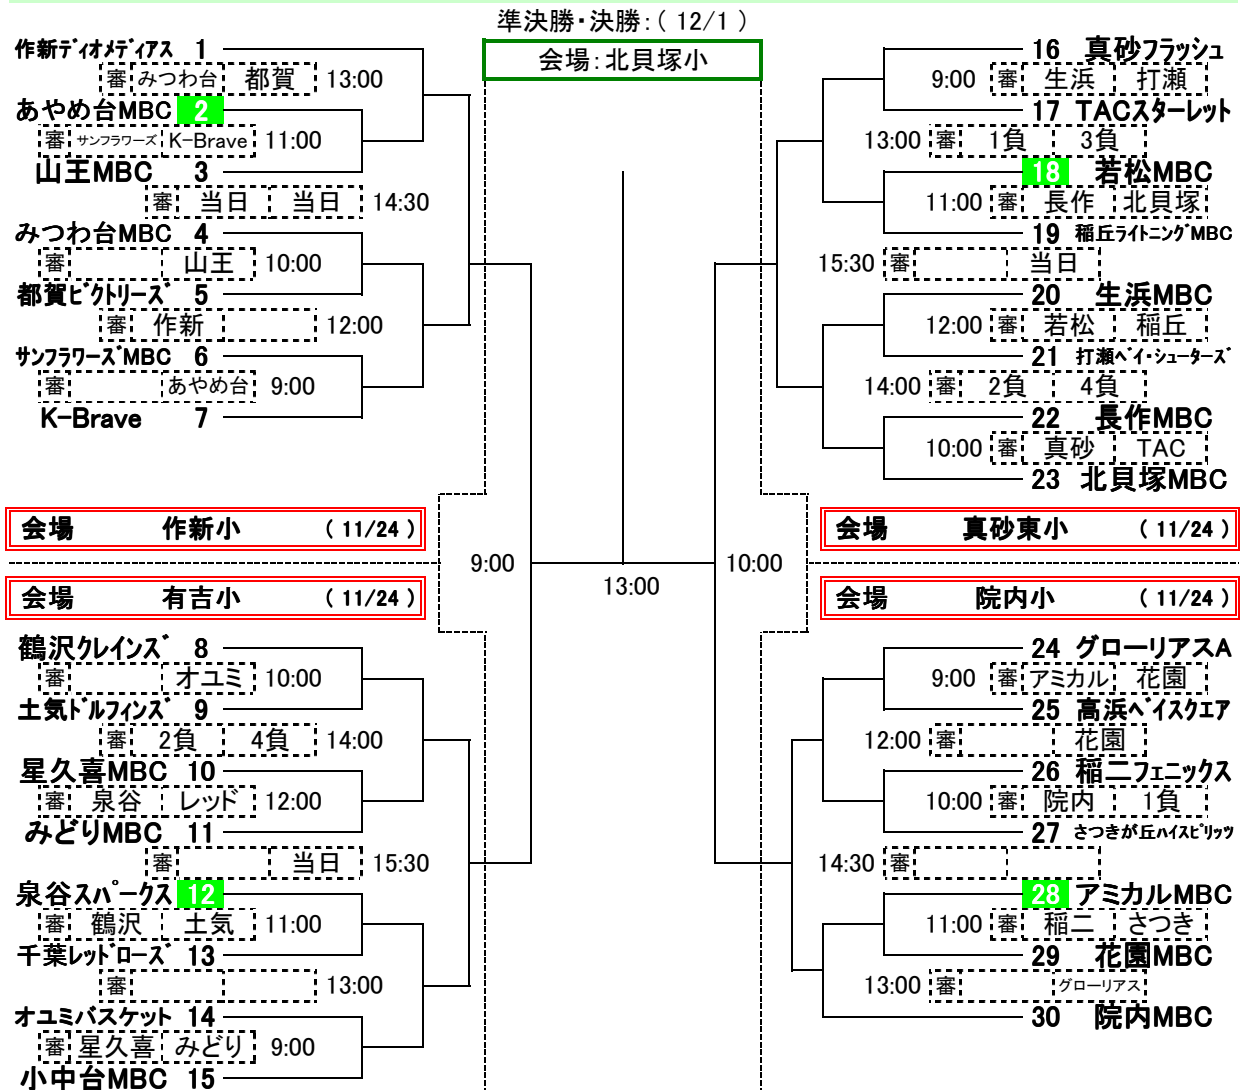 準決勝・決勝:( 12/1 )
会場:北貝塚小
作新ディオメディアス 1
審 みつわ台 都賀 13:00
あやめ台MBC 2
審 サンフラワーズ K-Brave 11:00
山王MBC 3
審 当日 当日 14:30
みつわ台MBC 4
審 山王 10:00
都賀ビクトリーズ 5
審 作新 12:00
サンフラワーズMBC 6
審 あやめ台 9:00
K-Brave 7
会場 作新小 ( 11/24 )
会場 有吉小 ( 11/24 )
鶴沢クレインズ 8
審 オユミ 10:00
土気ドルフィンズ 9
審 2負 4負 14:00
星久喜MBC 10
審 泉谷 レッド 12:00
みどりMBC 11
審 当日 15:30
泉谷スパークス 12
審 鶴沢 土気 11:00
千葉レッドローズ 13
審 13:00
オユミバスケット 14
審 星久喜 みどり 9:00
小中台MBC 15
9:00
13:00
10:00
16 真砂フラッシュ
9:00 審 生浜 打瀬
17 TACスターレット
13:00 審 1負 3負
18 若松MBC
11:00 審 長作 北貝塚
19 稲丘ライトニングMBC
15:30 審 当日
20 生浜MBC
12:00 審 若松 稲丘
21 打瀬ベイ・シューターズ
14:00 審 2負 4負
22 長作MBC
10:00 審 真砂 TAC
23 北貝塚MBC
会場 真砂東小 ( 11/24 )
会場 院内小 ( 11/24 )
24 グローリアスA
9:00 審 アミカル 花園
25 高浜ベイスクエア
12:00 審 花園
26 稲二フェニックス
10:00 審 院内 1負
27 さつきが丘ハイスピリッツ
14:30 審
28 アミカルMBC
11:00 審 稲二 さつき
29 花園MBC
13:00 審 グローリアス
30 院内MBC